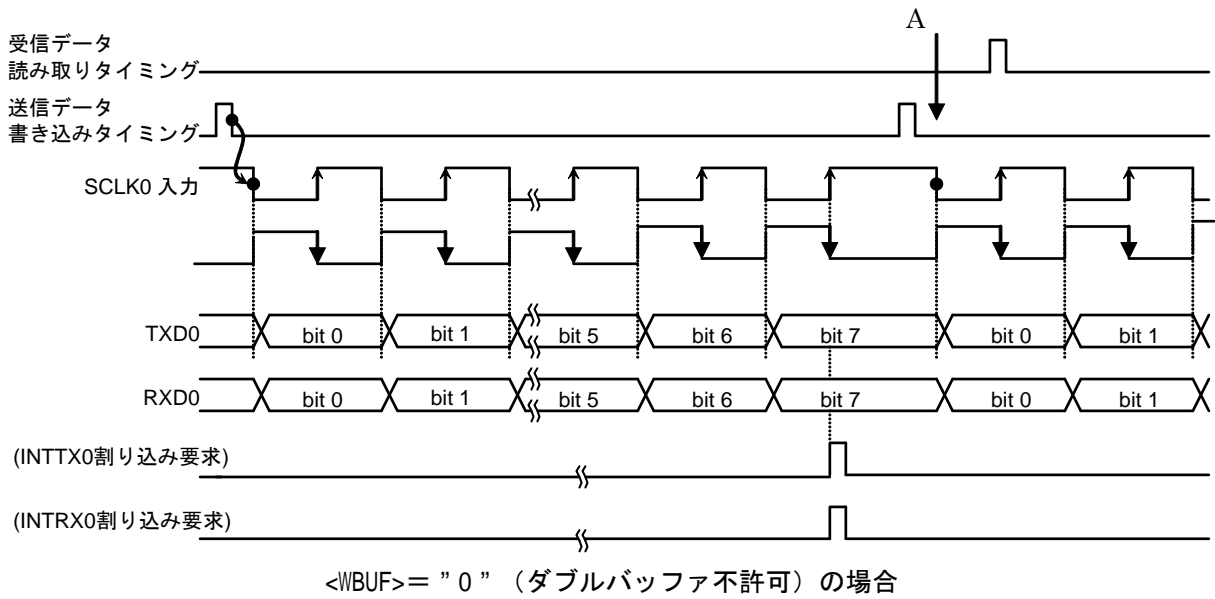 A
受信データ
読み取りタイミング
送信データ
書き込みタイミング
SCLK0 入力
TXD0 bit 0 bit 1 bit 5 bit 6 bit 7 bit 0 bit 1
RXD0 bit 0 bit 1 bit 5 bit 6 bit 7 bit 0 bit 1
(INTTX0割り込み要求)
(INTRX0割り込み要求)
<WBUF>＝ ” 0 ” （ダブルバッファ不許可）の場合